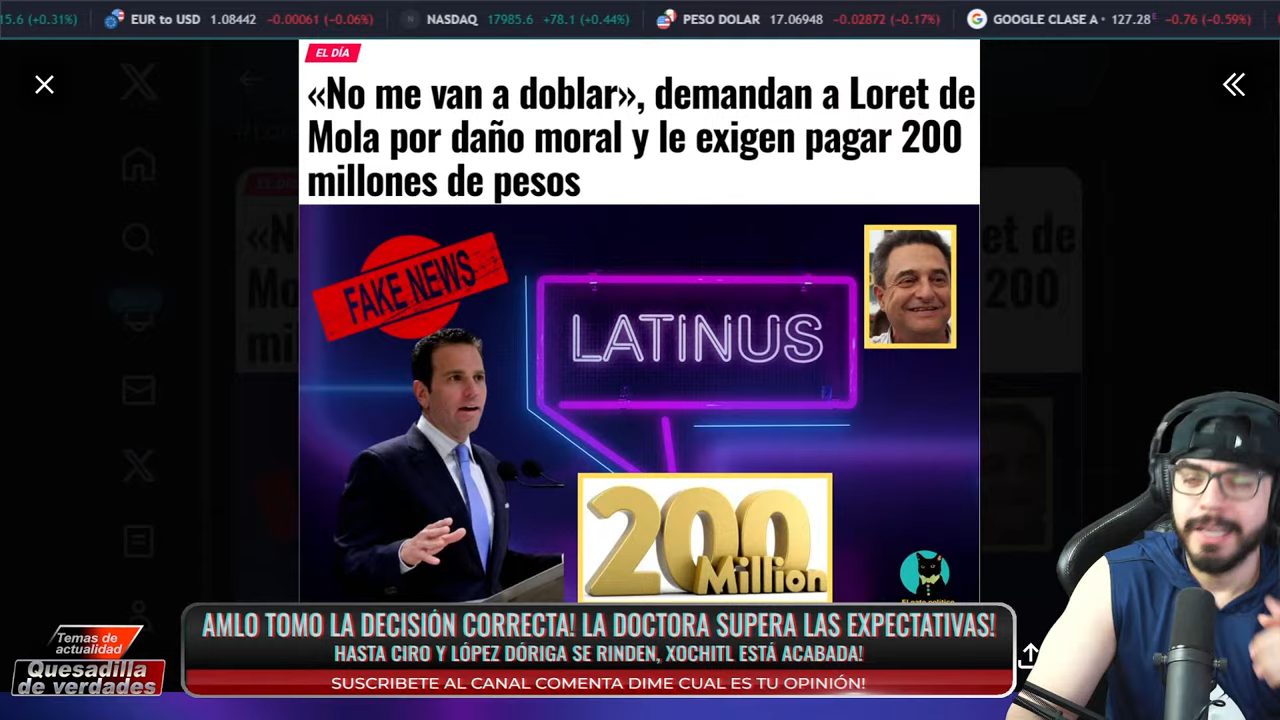 15.6 (+0.31%) EUR to USD 1.08442 -0.00061 (-0.06%) NASDAQ 17985.6 +78.1 (+0.44%) PESO DOLAR 17.06948 -0.02872 (-0.17%) GOOGLE CLASE A 127.28 E -0.76 (-0.59%)
EL DÍA
«No me van a doblar», demandan a Loret de
Mola por daño moral y le exigen pagar 200
millones de pesos
FAKE NEWS
LATINUS
200
Million
El gato político
AMLO TOMO LA DECISIÓN CORRECTA! LA DOCTORA SUPERA LAS EXPECTATIVAS!
HASTA CIRO Y LÓPEZ DÓRIGA SE RINDEN, XOCHITL ESTÁ ACABADA!
SUSCRIBETE AL CANAL COMENTA DIME CUAL ES TU OPINIÓN!
Temas de
actualidad
Quesadilla
de verdades